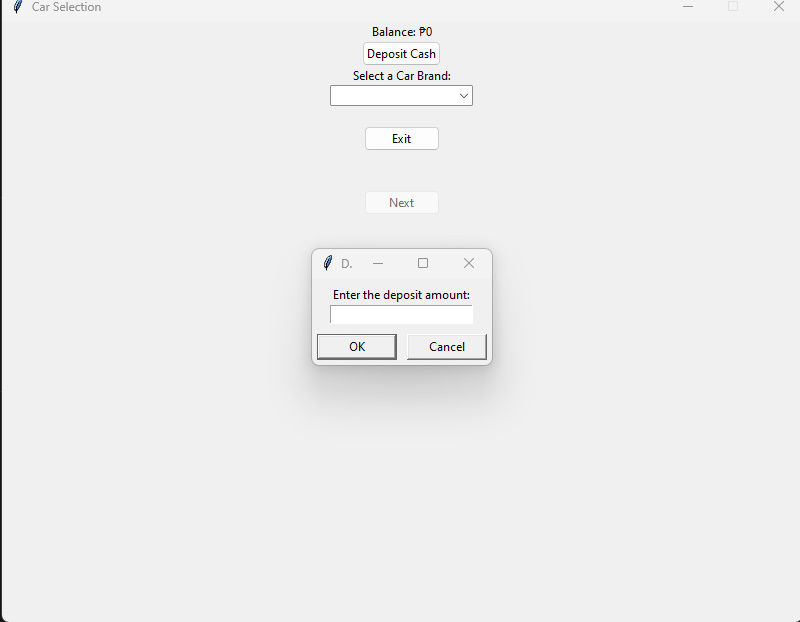 Car Selection
Balance: ₱0
Deposit Cash
Select a Car Brand:
Exit
Next
D.
Enter the deposit amount:
OK Cancel